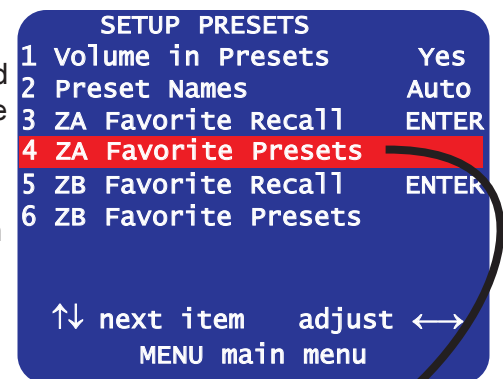 SETUP PRESETS
1 Volume in Presets Yes
2 Preset Names Auto
3 ZA Favorite Recall ENTER
4 ZA Favorite Presets
5 ZB Favorite Recall ENTER
6 ZB Favorite Presets
↑↓ next item adjust ←→
MENU main menu